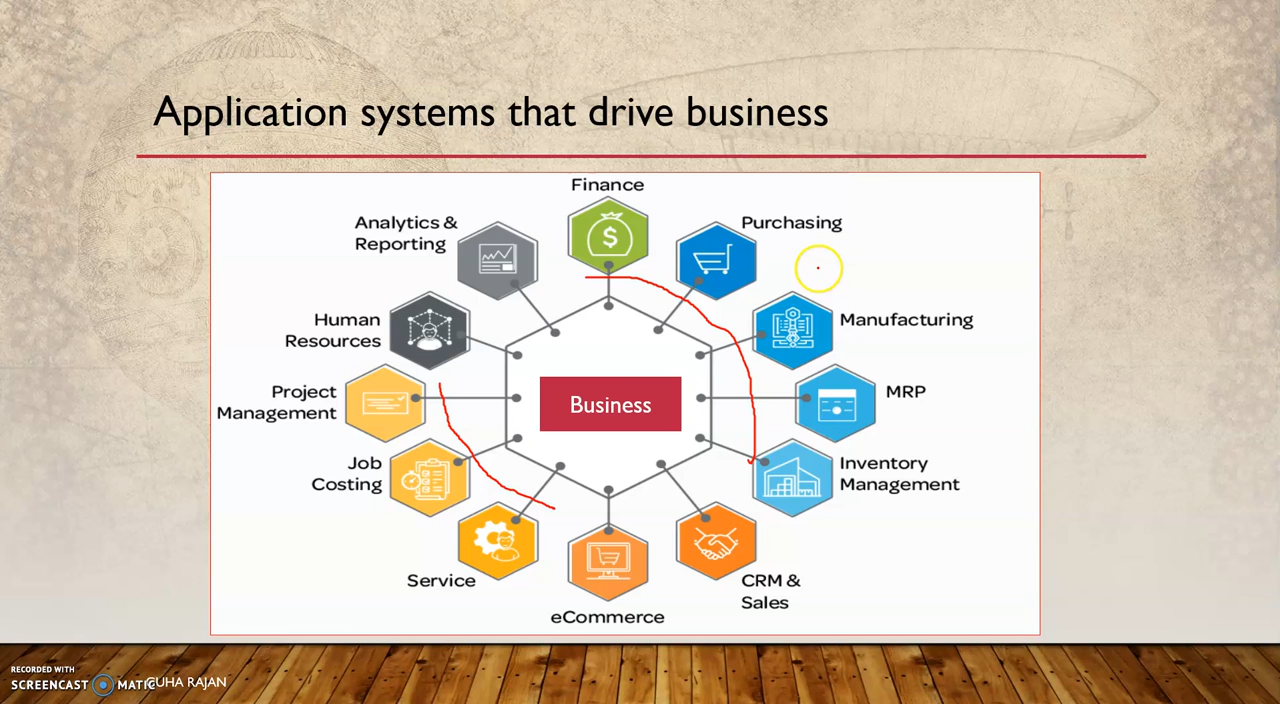 Application systems that drive business
Finance
Analytics &
Reporting
Purchasing
Human
Resources
Manufacturing
Project
Management
Business
MRP
Job
Costing
Inventory
Management
Service
CRM &
Sales
eCommerce
RECORDED WITH
SCREENCAST MATIC
RAJAN